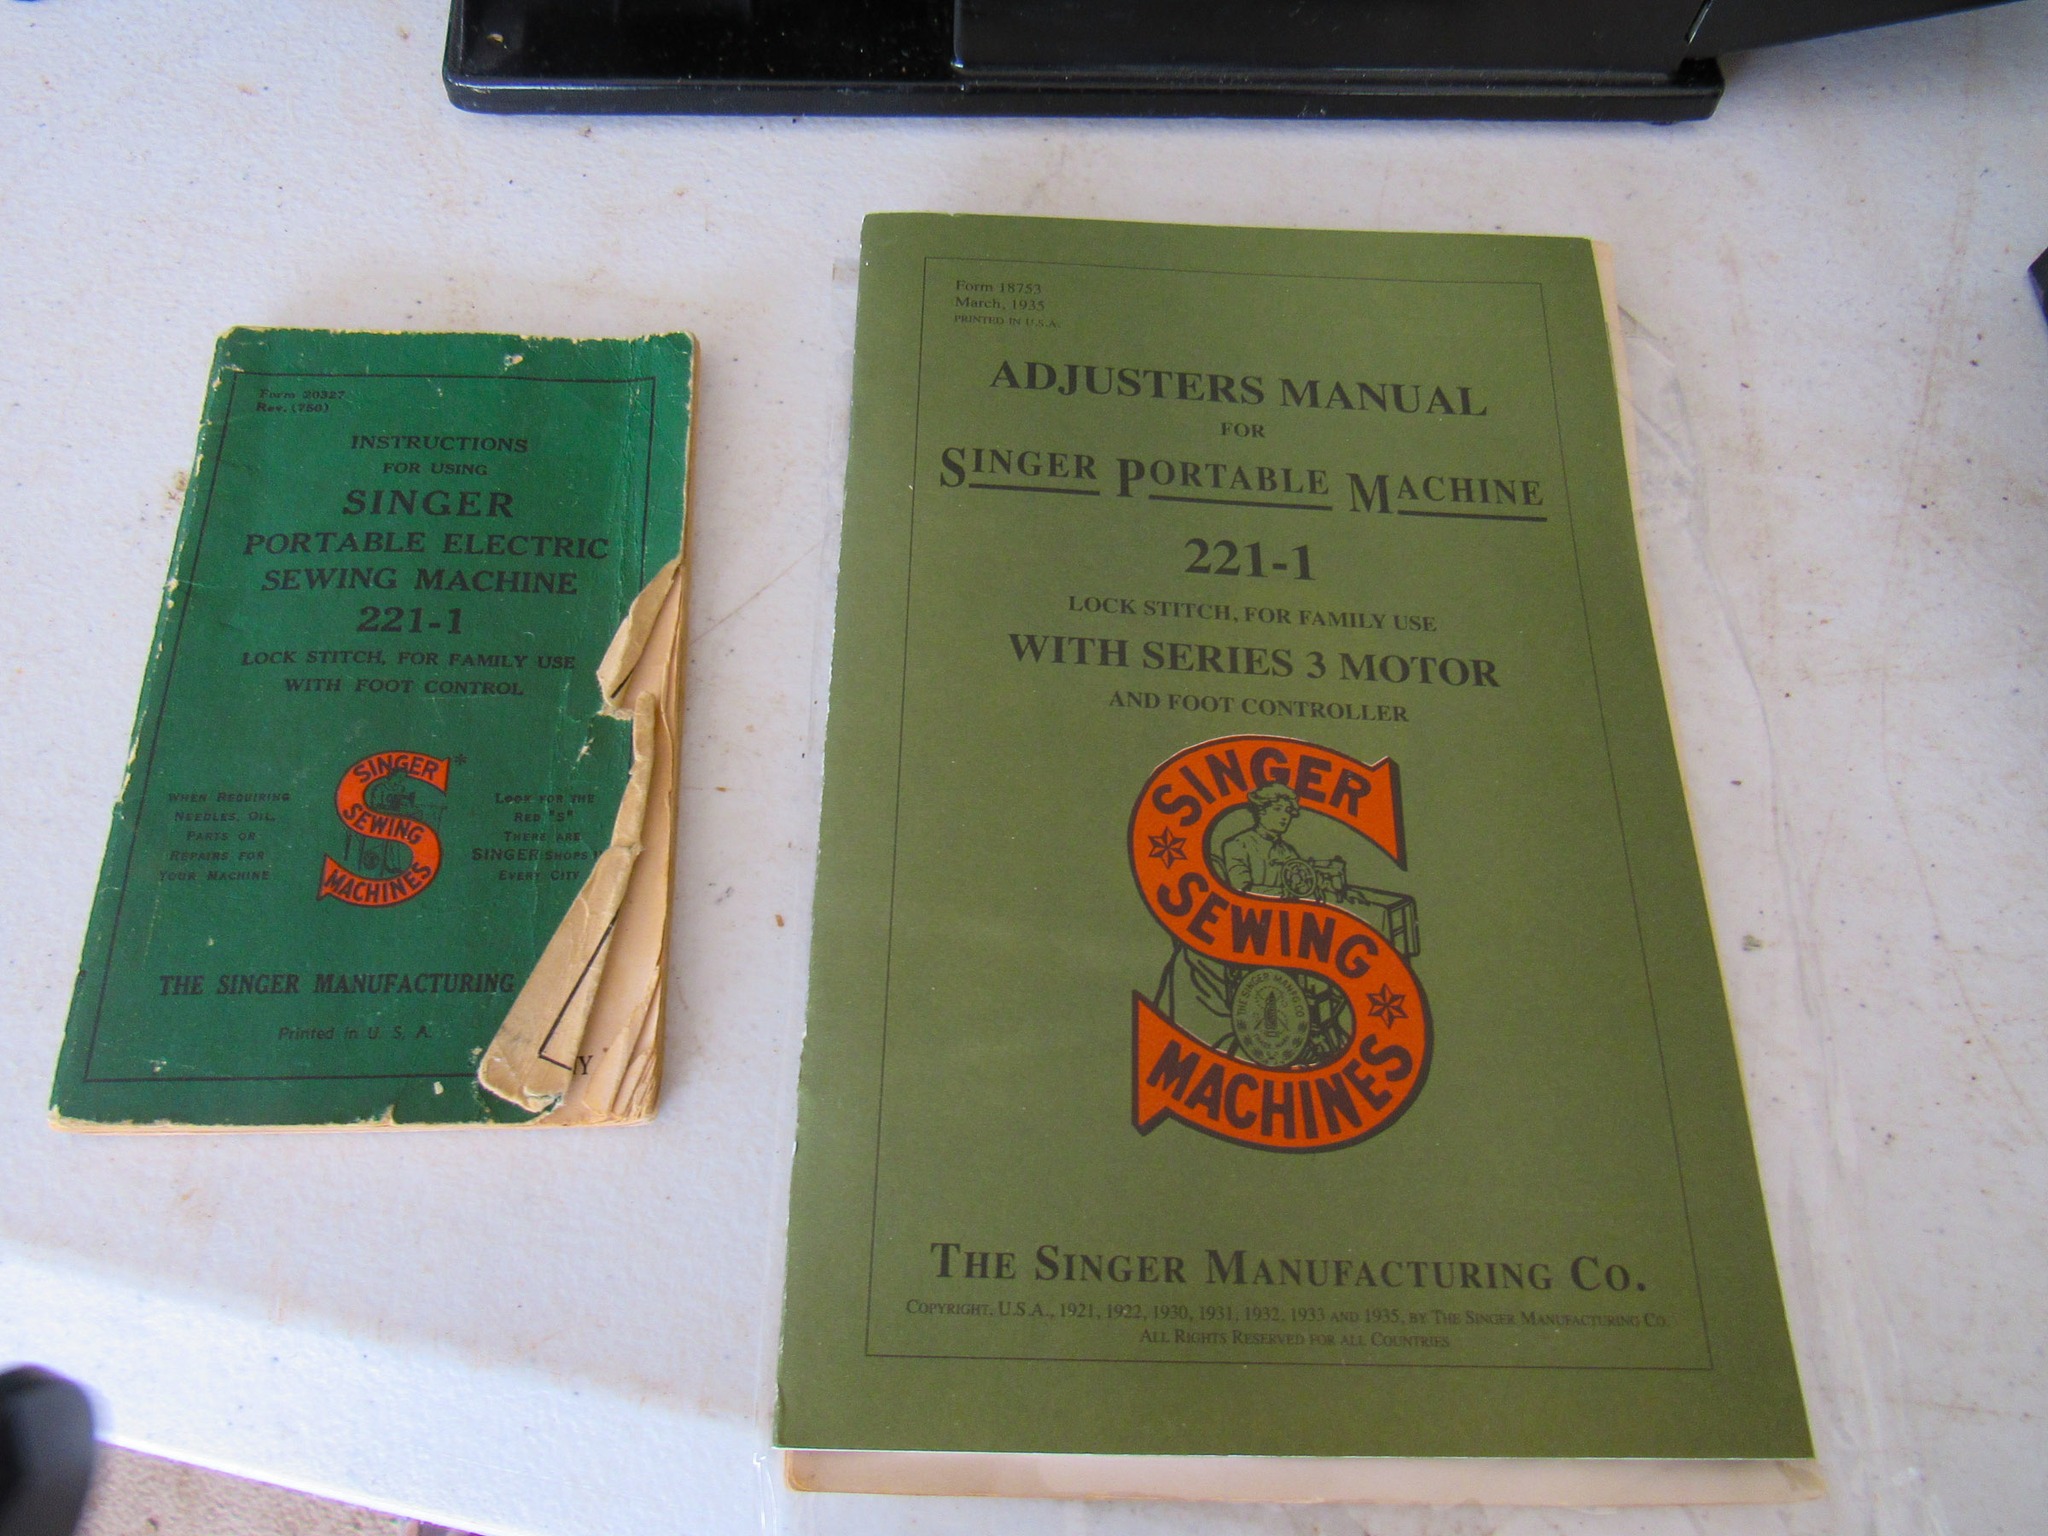 Form 20327
Rev. (750)
INSTRUCTIONS
FOR USING
SINGER
PORTABLE ELECTRIC
SEWING MACHINE
221-1
LOCK STITCH, FOR FAMILY USE
WITH FOOT CONTROL
WHEN REQUIRING
NEEDLES, OIL,
PARTS OR
REPAIRS FOR
YOUR MACHINE
SINGER *
SEWING
MACHINES
LOOK FOR THE
RED "S"
THERE ARE
SINGER SHOPS
EVERY CITY
THE SINGER MANUFACTURING
Printed in U. S. A.
Y
Form 18753
March, 1935
PRINTED IN U.S.A.
ADJUSTERS MANUAL
FOR
SINGER PORTABLE MACHINE
221-1
LOCK STITCH, FOR FAMILY USE
WITH SERIES 3 MOTOR
AND FOOT CONTROLLER
SINGER
SEWING
MACHINES
THE SINGER MANFG CO
THE SINGER MANUFACTURING CO.
COPYRIGHT, U.S.A., 1921, 1922, 1930, 1931, 1932, 1933 AND 1935, BY THE SINGER MANUFACTURING CO.
ALL RIGHTS RESERVED FOR ALL COUNTRIES